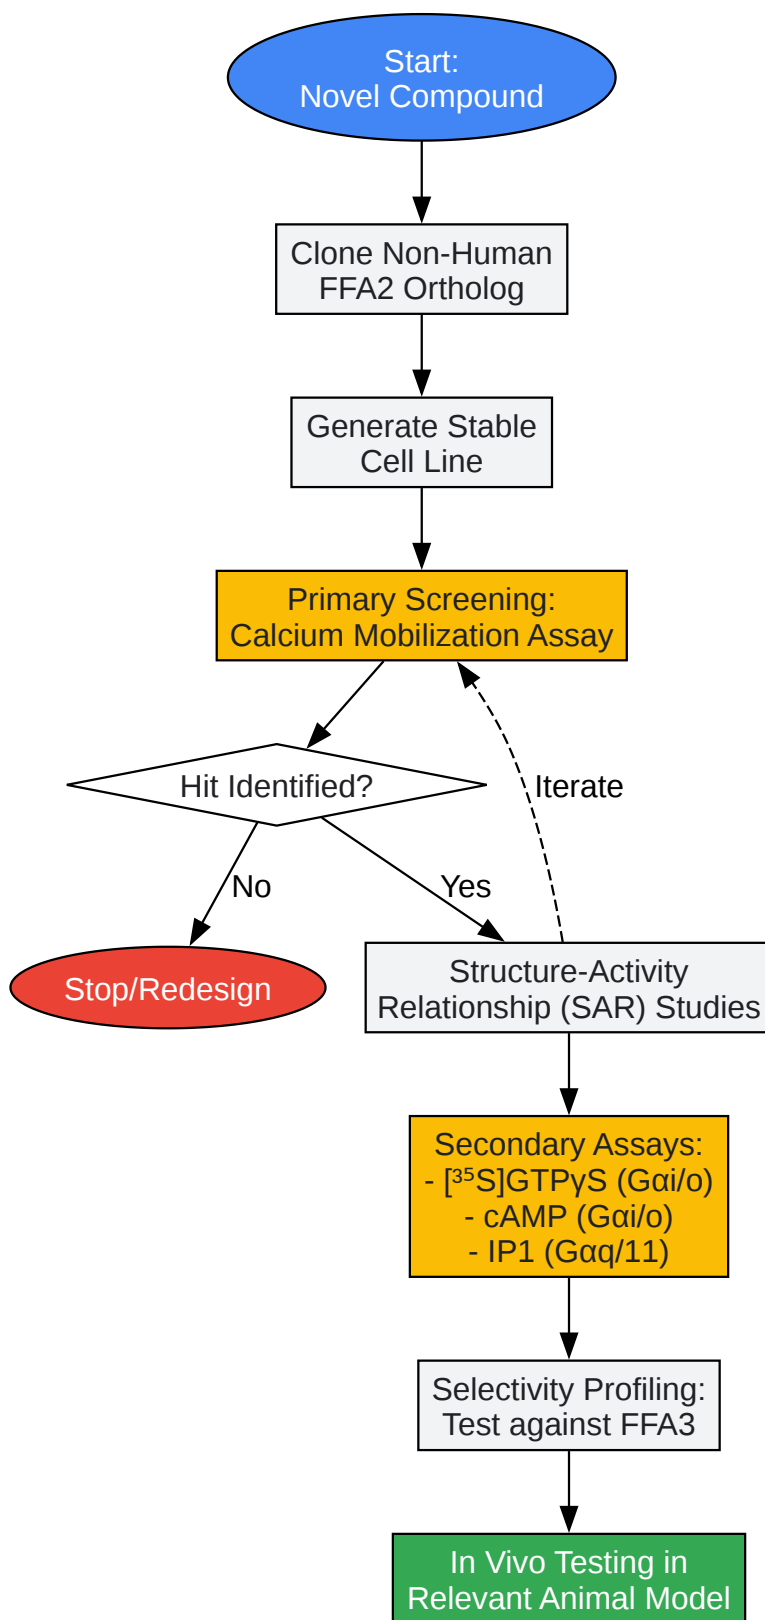 Start:
Novel Compound
Clone Non-Human
FFA2 Ortholog
Generate Stable
Cell Line
Primary Screening:
Calcium Mobilization Assay
Hit Identified?
Iterate
No
Yes
Stop/Redesign
Structure-Activity
Relationship (SAR) Studies
Secondary Assays:
- [³⁵S]GTPγS (Gαi/o)
- cAMP (Gαi/o)
- IP1 (Gαq/11)
Selectivity Profiling:
Test against FFA3
In Vivo Testing in
Relevant Animal Model